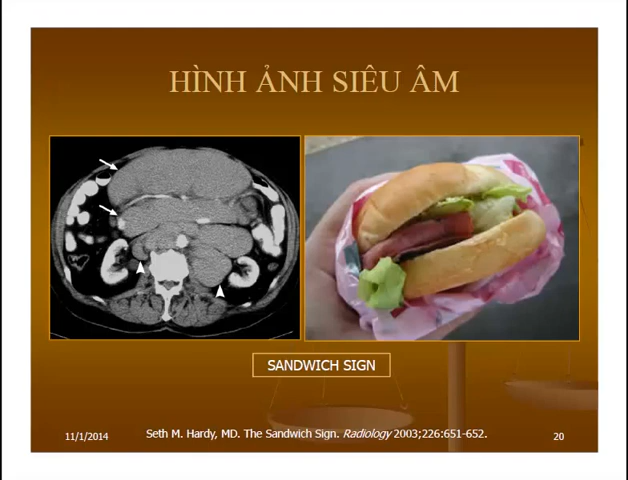 HÌNH ẢNH SIÊU ÂM
SANDWICH SIGN
11/1/2014
Seth M. Hardy, MD. The Sandwich Sign. Radiology 2003;226:651-652.
20